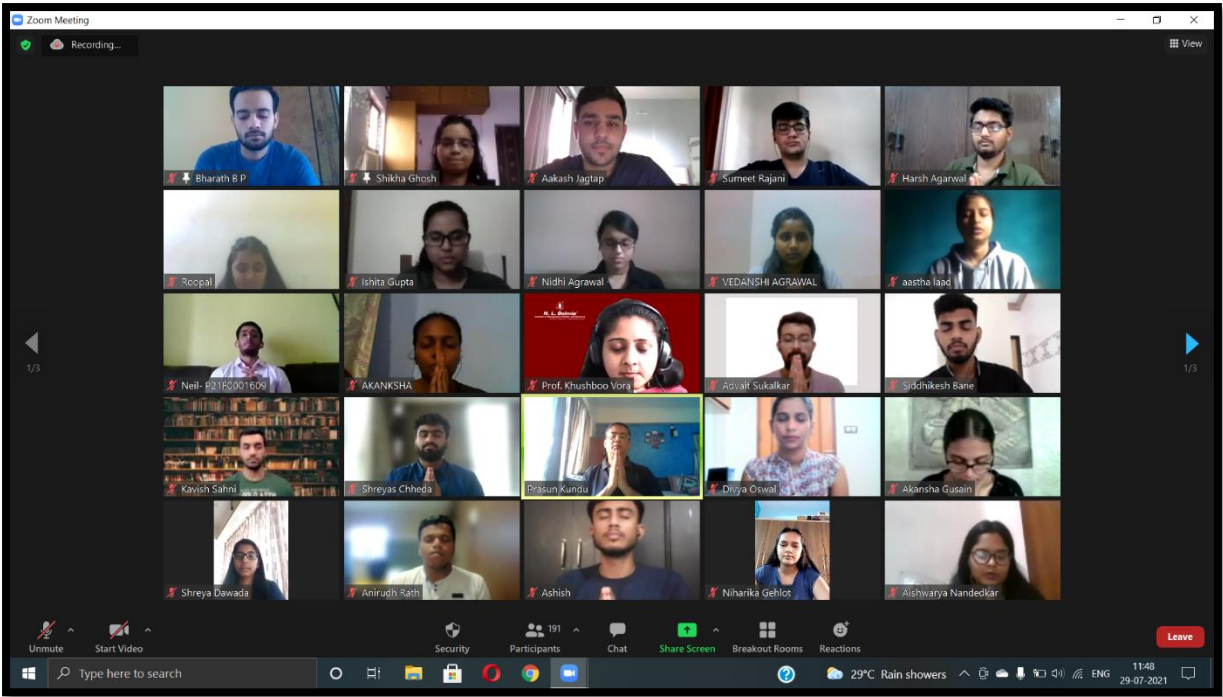 Zoom Meeting
Recording...
View
Bharath B P
Shikha Ghosh
Aakash Jagtap
Sumeet Rajani
Harsh Agarwal
Roopal
Ishita Gupta
Nidhi Agrawal
VEDANSHI AGRAWAL
aastha laad
N. L. Dalmia
1/3
1/3
Neil- P21FC001609
AKANKSHA
Prof. Khushboo Vora
Advait Sukalkar
Siddhikesh Bane
Kavish Sahni
Shreyas Chheda
Prasun Kundu
Divya Oswal
Akansha Gusain
Shreya Dawada
Anirudh Rath
Ashish
Niharika Gehlot
Aishwarya Nandedkar
191
Unmute
Start Video
Security
Participants
Chat
Share Screen
Breakout Rooms
Reactions
Leave
Type here to search
29°C Rain showers
ENG
11:48
29-07-2021